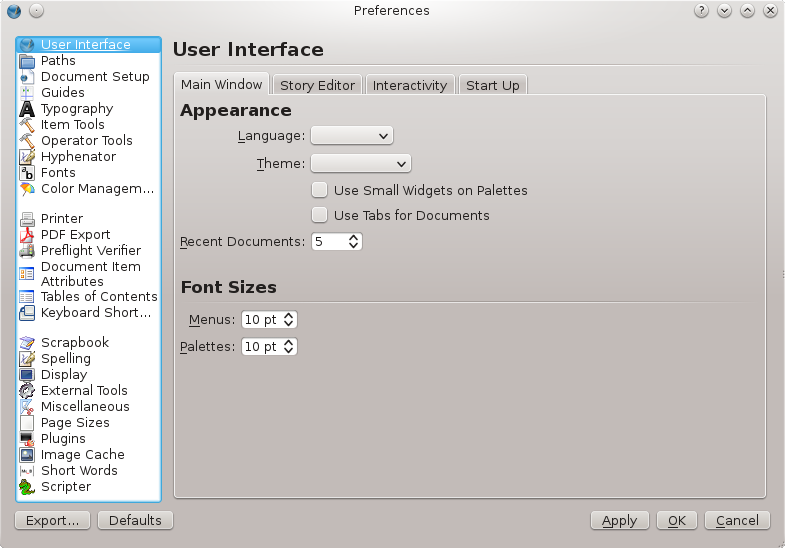 Preferences
User Interface
Paths
Document Setup
Guides
Typography
Item Tools
Operator Tools
Hyphenator
Fonts
Color Managem...
Printer
PDF Export
Preflight Verifier
Document Item
Attributes
Tables of Contents
Keyboard Short...
Scrapbook
Spelling
Display
External Tools
Miscellaneous
Page Sizes
Plugins
Image Cache
Short Words
Scripter
User Interface
Main Window Story Editor Interactivity Start Up
Appearance
Language:
Theme:
Use Small Widgets on Palettes
Use Tabs for Documents
Recent Documents: 5
Font Sizes
Menus: 10 pt
Palettes: 10 pt
Export... Defaults Apply OK Cancel